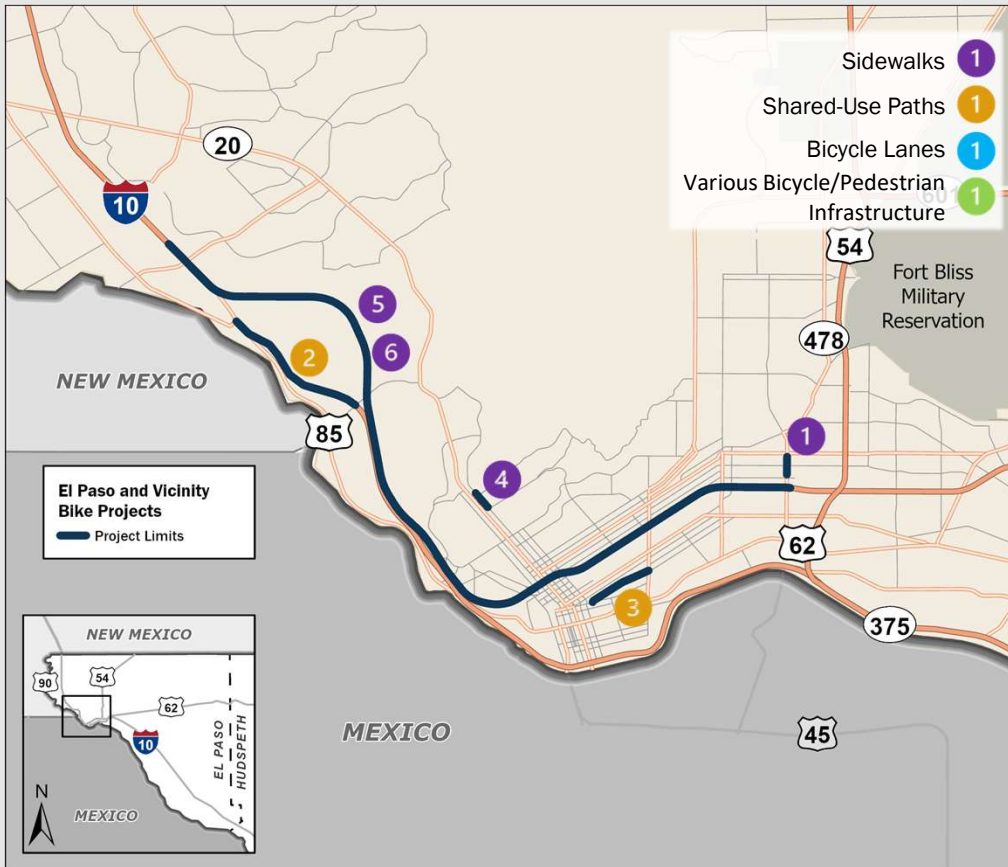 Sidewalks 1
Shared-Use Paths 1
Bicycle Lanes 1
Various Bicycle/Pedestrian
Infrastructure 1
601
20
10
54
Fort Bliss
Military
Reservation
5
478
6
2
NEW MEXICO
85
1
4
El Paso and Vicinity
Bike Projects
Project Limits
62
3
375
NEW MEXICO
90
54
62
MEXICO
45
10
EL PASO
HUDSPETH
N
MEXICO